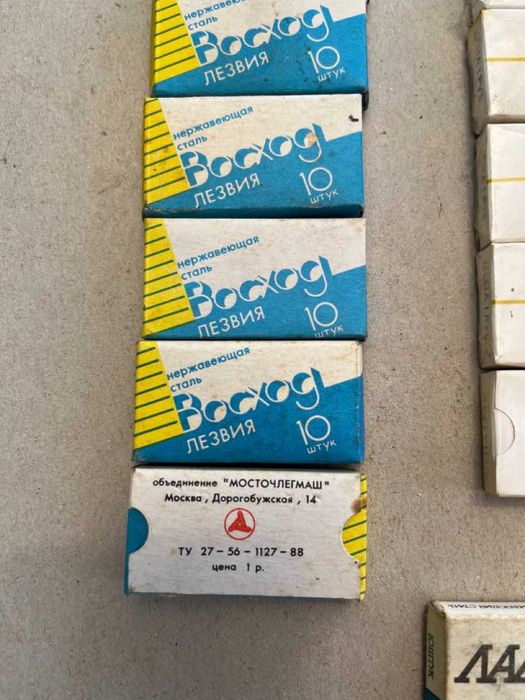 нержавеющая
сталь
Восход
ЛЕЗВИЯ
10
штук
нержавеющая
сталь
Восход
ЛЕЗВИЯ
10
штук
нержавеющая
сталь
Восход
ЛЕЗВИЯ
10
штук
нержавеющая
сталь
Восход
ЛЕЗВИЯ
10
штук
объединение "МОСТОЧЛЕГМАШ"
Москва, Дорогобужская, 14
ТУ 27-56-1127-88
цена 1 р.